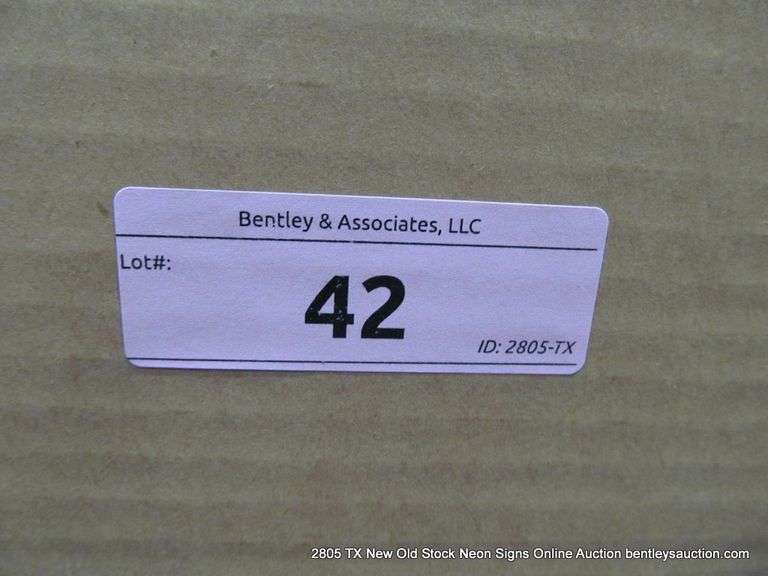 Bentley & Associates, LLC
Lot#:
42
ID: 2805-TX
2805 TX New Old Stock Neon Signs Online Auction bentleysauction.com